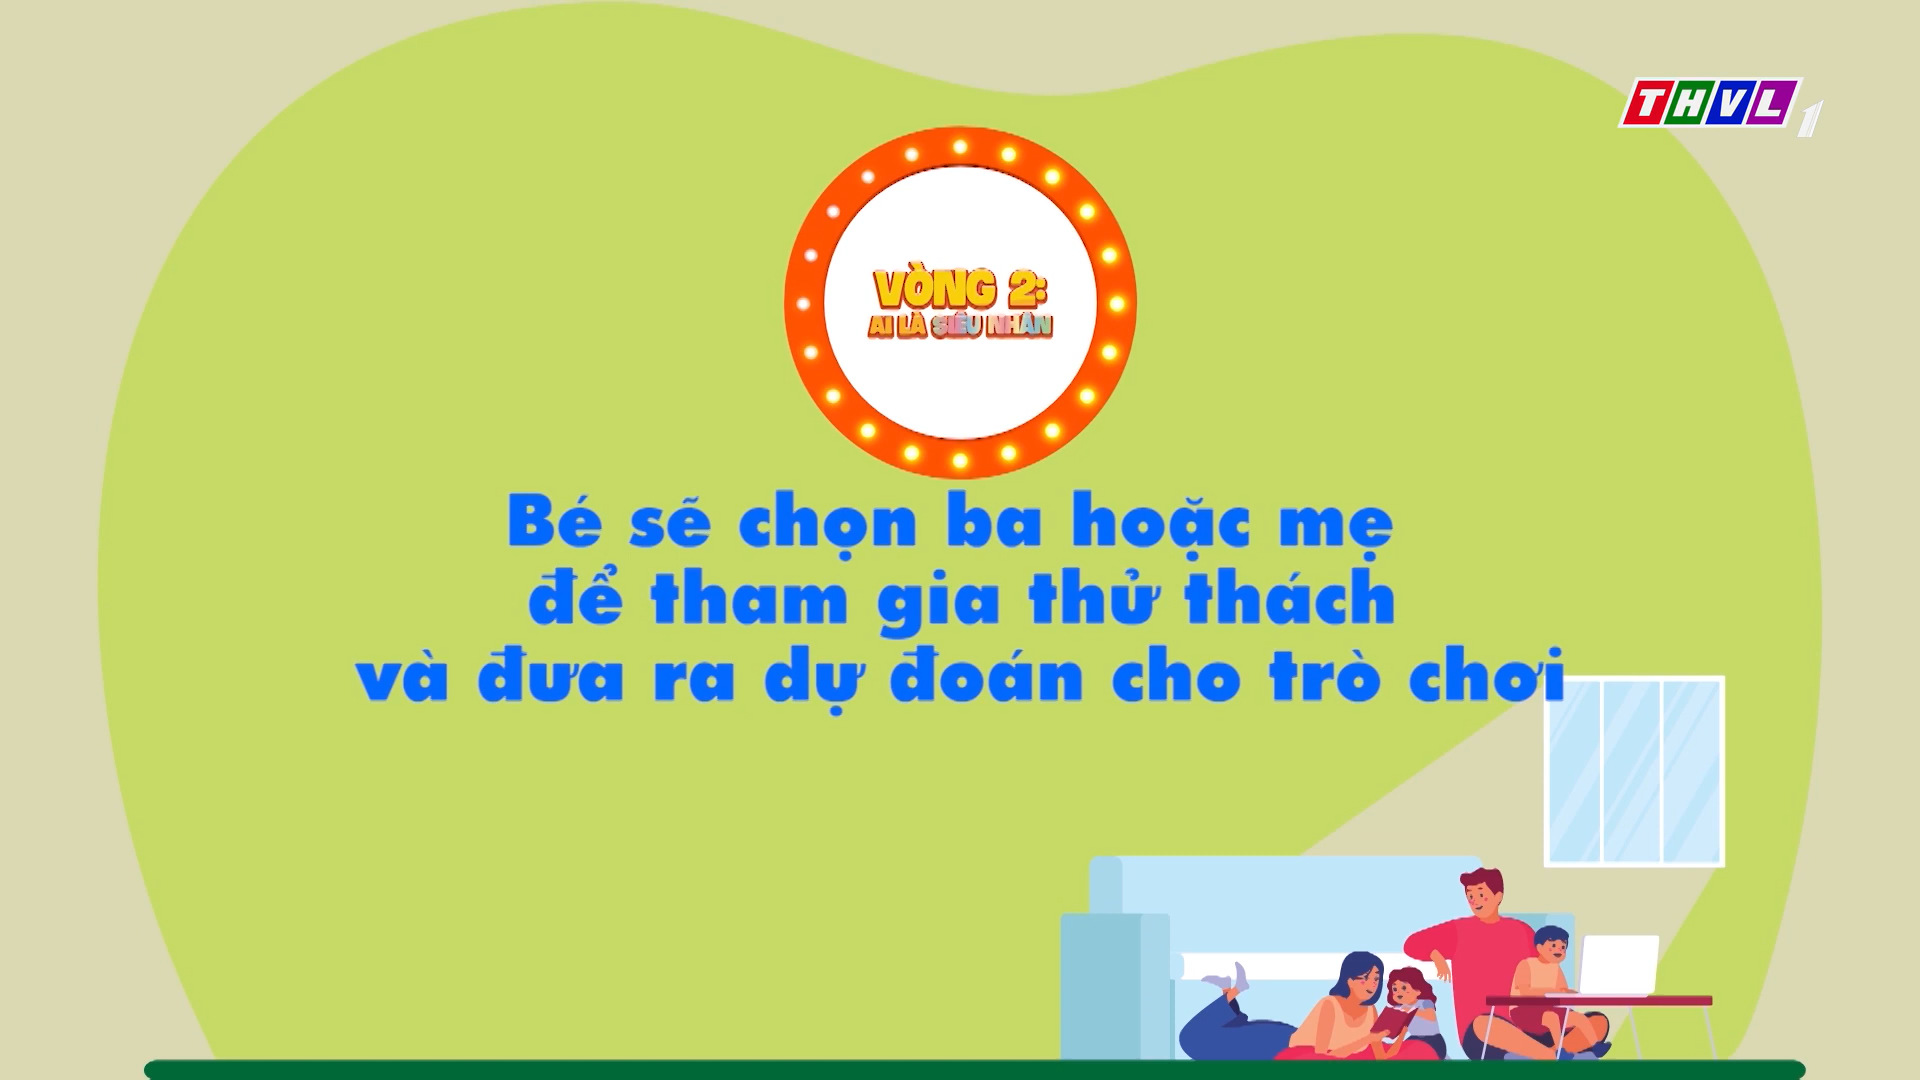 THVL 1
VÒNG 2:
AI LÀ SIÊU NHÂN
Bé sẽ chọn ba hoặc mẹ
để tham gia thử thách
và đưa ra dự đoán cho trò chơi